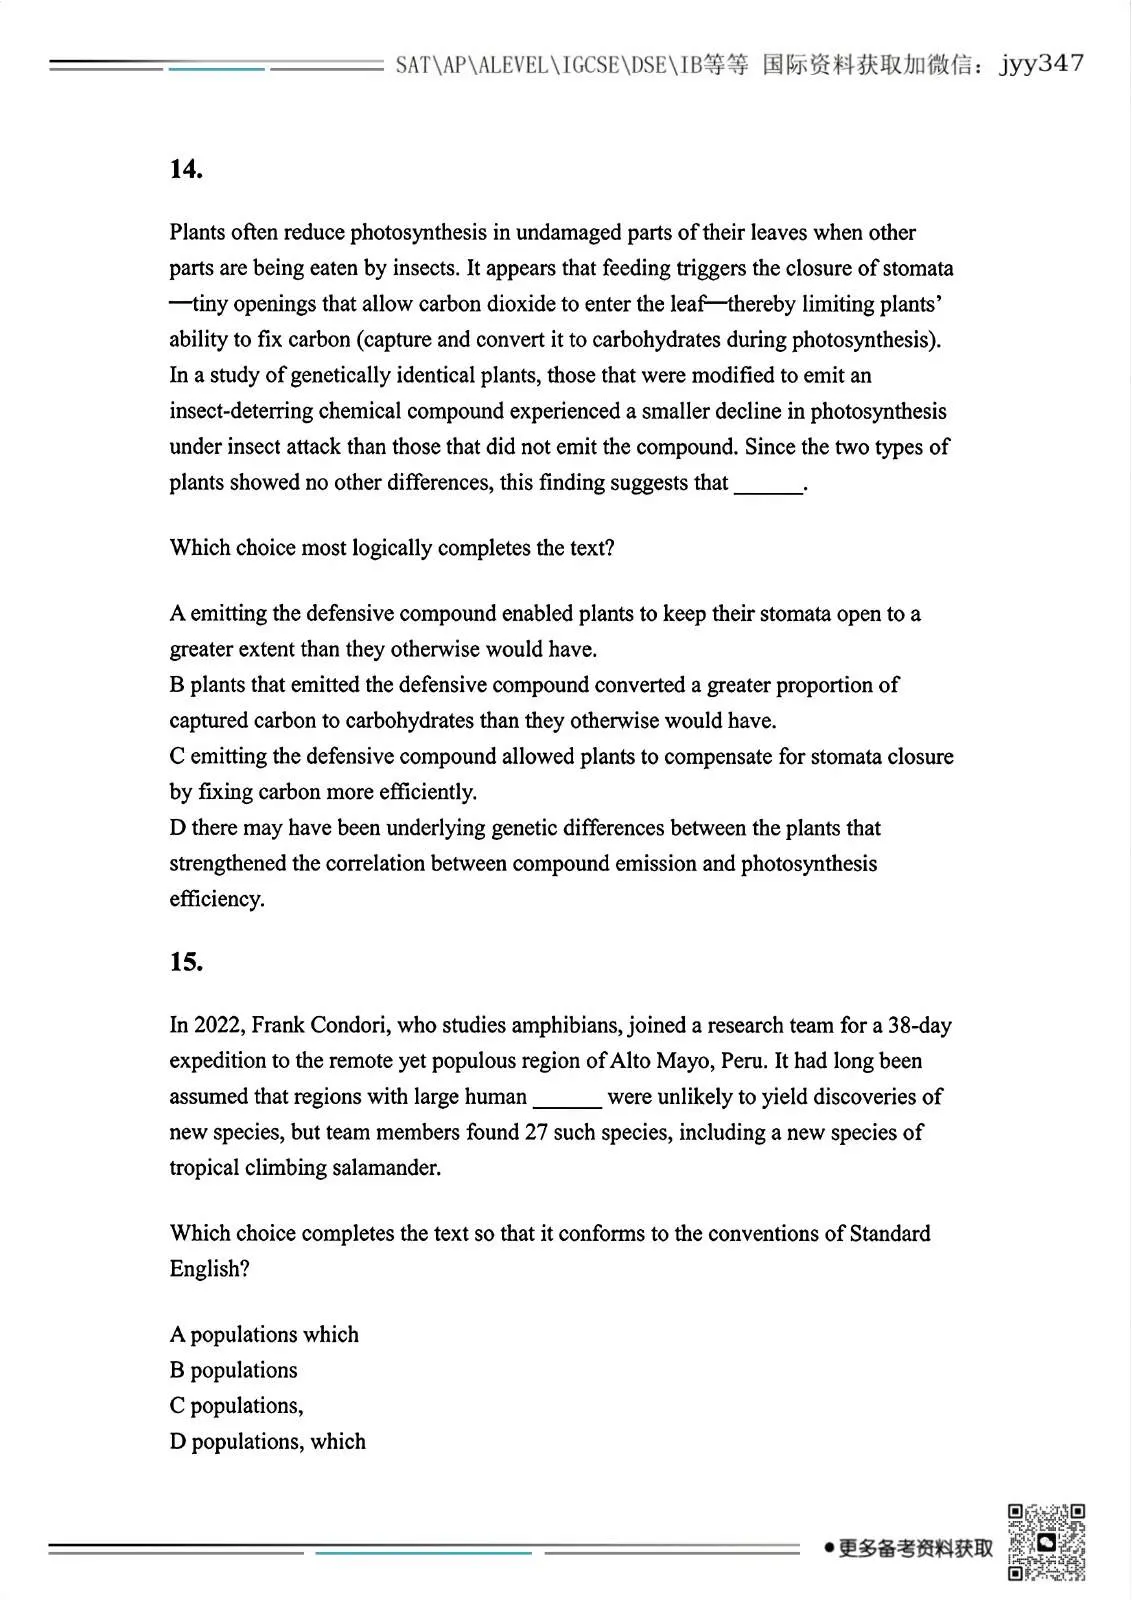 SAT\AP\ALEVEL\IGCSE\DSE\IB等等 国际资料获取加微信：jyy347
14.
Plants often reduce photosynthesis in undamaged parts of their leaves when other
parts are being eaten by insects. It appears that feeding triggers the closure of stomata
—tiny openings that allow carbon dioxide to enter the leaf—thereby limiting plants’
ability to fix carbon (capture and convert it to carbohydrates during photosynthesis).
In a study of genetically identical plants, those that were modified to emit an
insect-deterring chemical compound experienced a smaller decline in photosynthesis
under insect attack than those that did not emit the compound. Since the two types of
plants showed no other differences, this finding suggests that ______.
Which choice most logically completes the text?
A emitting the defensive compound enabled plants to keep their stomata open to a
greater extent than they otherwise would have.
B plants that emitted the defensive compound converted a greater proportion of
captured carbon to carbohydrates than they otherwise would have.
C emitting the defensive compound allowed plants to compensate for stomata closure
by fixing carbon more efficiently.
D there may have been underlying genetic differences between the plants that
strengthened the correlation between compound emission and photosynthesis
efficiency.
15.
In 2022, Frank Condori, who studies amphibians, joined a research team for a 38-day
expedition to the remote yet populous region of Alto Mayo, Peru. It had long been
assumed that regions with large human ______ were unlikely to yield discoveries of
new species, but team members found 27 such species, including a new species of
tropical climbing salamander.
Which choice completes the text so that it conforms to the conventions of Standard
English?
A populations which
B populations
C populations,
D populations, which
●更多备考资料获取